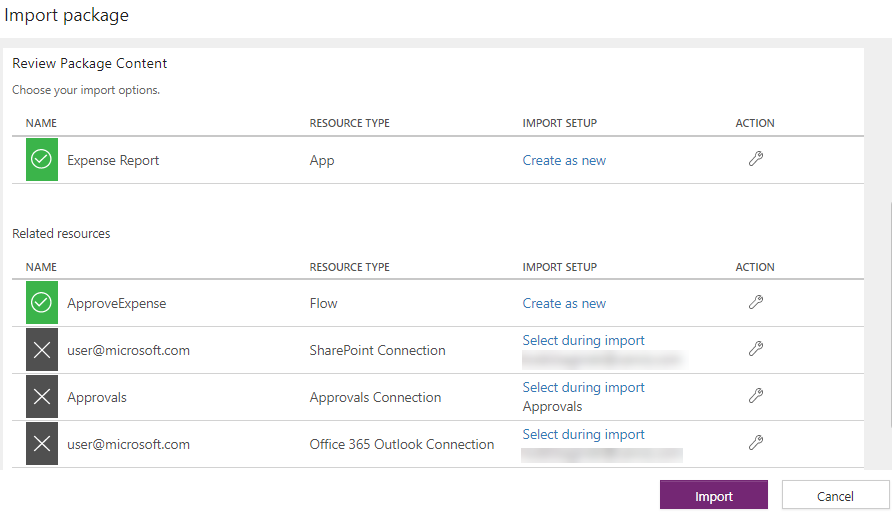 Import package
Review Package Content
Choose your import options.
NAME RESOURCE TYPE IMPORT SETUP ACTION
Expense Report App Create as new
Related resources
NAME RESOURCE TYPE IMPORT SETUP ACTION
ApproveExpense Flow Create as new
user@microsoft.com SharePoint Connection Select during import
Approvals Approvals Connection Select during import
Approvals
user@microsoft.com Office 365 Outlook Connection Select during import
Import Cancel